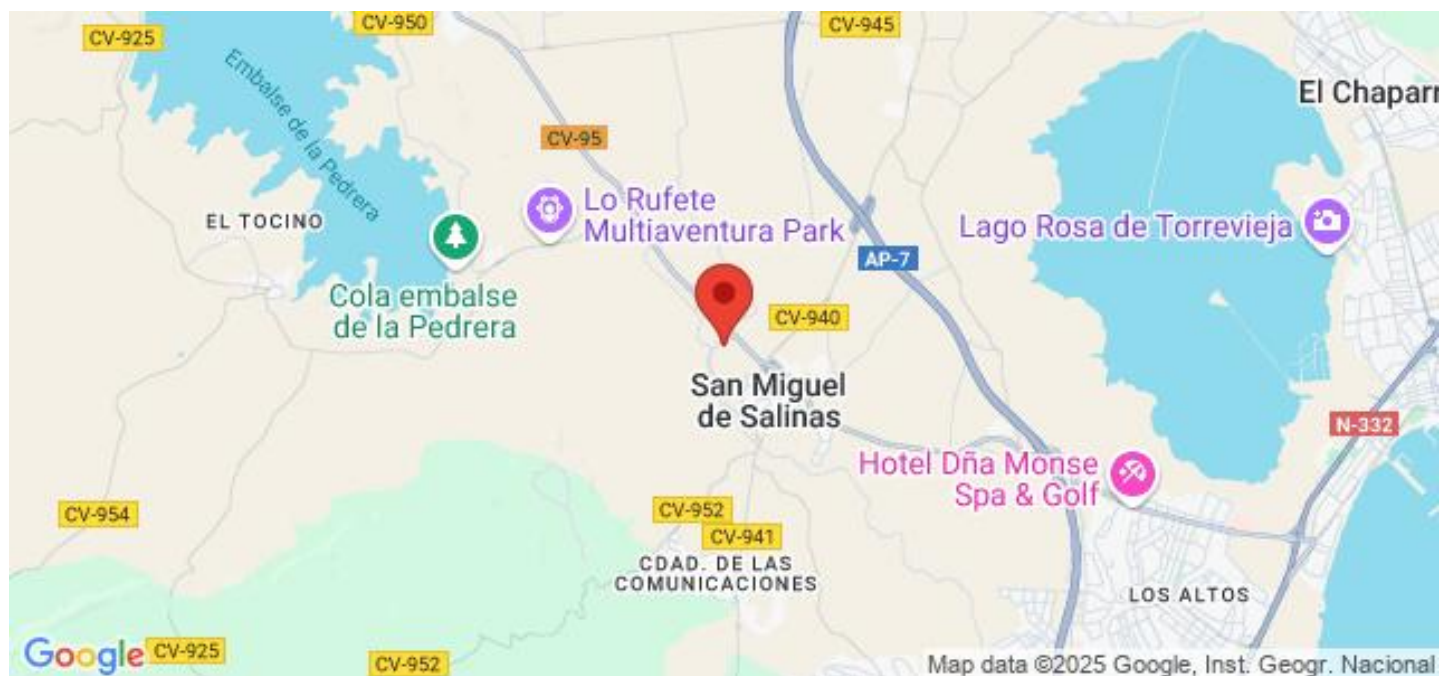 CV-925
CV-950
CV-945
Embalse de la Pedrera
El Chaparr
CV-95
Lo Rufete
Multiaventura Park
EL TOCINO
Lago Rosa de Torrevieja
AP-7
Cola embalse
de la Pedrera
CV-940
San Miguel
de Salinas
N-332
Hotel Dña Monse
Spa & Golf
CV-954
CV-952
CV-941
CDAD. DE LAS
COMUNICACIONES
LOS ALTOS
Google
CV-925
CV-952
Map data ©2025 Google, Inst. Geogr. Nacional